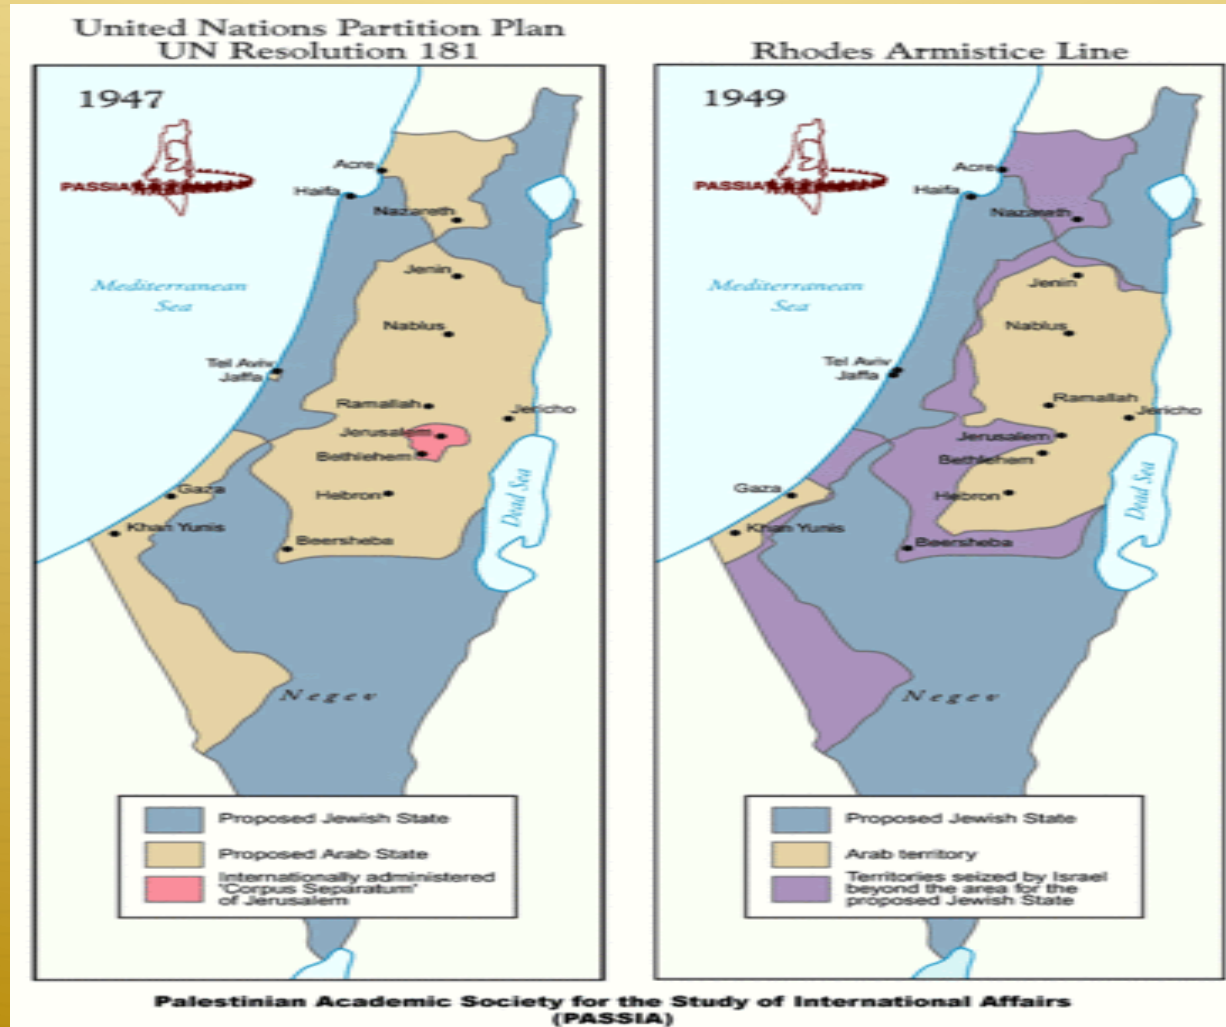 United Nations Partition Plan
UN Resolution 181
1947
PASSIA
Acre
Haifa
Nazareth
Mediterranean
Sea
Jenin
Nablus
Tel Aviv
Jaffa
Ramallah
Jericho
Jerusalem
Bethlehem
Gaza
Hebron
Dead Sea
Khan Yunis
Beersheba
Negev
Proposed Jewish State
Proposed Arab State
Internationally administered
'Corpus Separatum'
of Jerusalem
Rhodes Armistice Line
1949
PASSIA
Acre
Haifa
Nazareth
Mediterranean
Sea
Jenin
Nablus
Tel Aviv
Jaffa
Ramallah
Jericho
Jerusalem
Bethlehem
Gaza
Hebron
Dead Sea
Khan Yunis
Beersheba
Negev
Proposed Jewish State
Arab territory
Territories seized by Israel
beyond the area for the
proposed Jewish State
Palestinian Academic Society for the Study of International Affairs
(PASSIA)